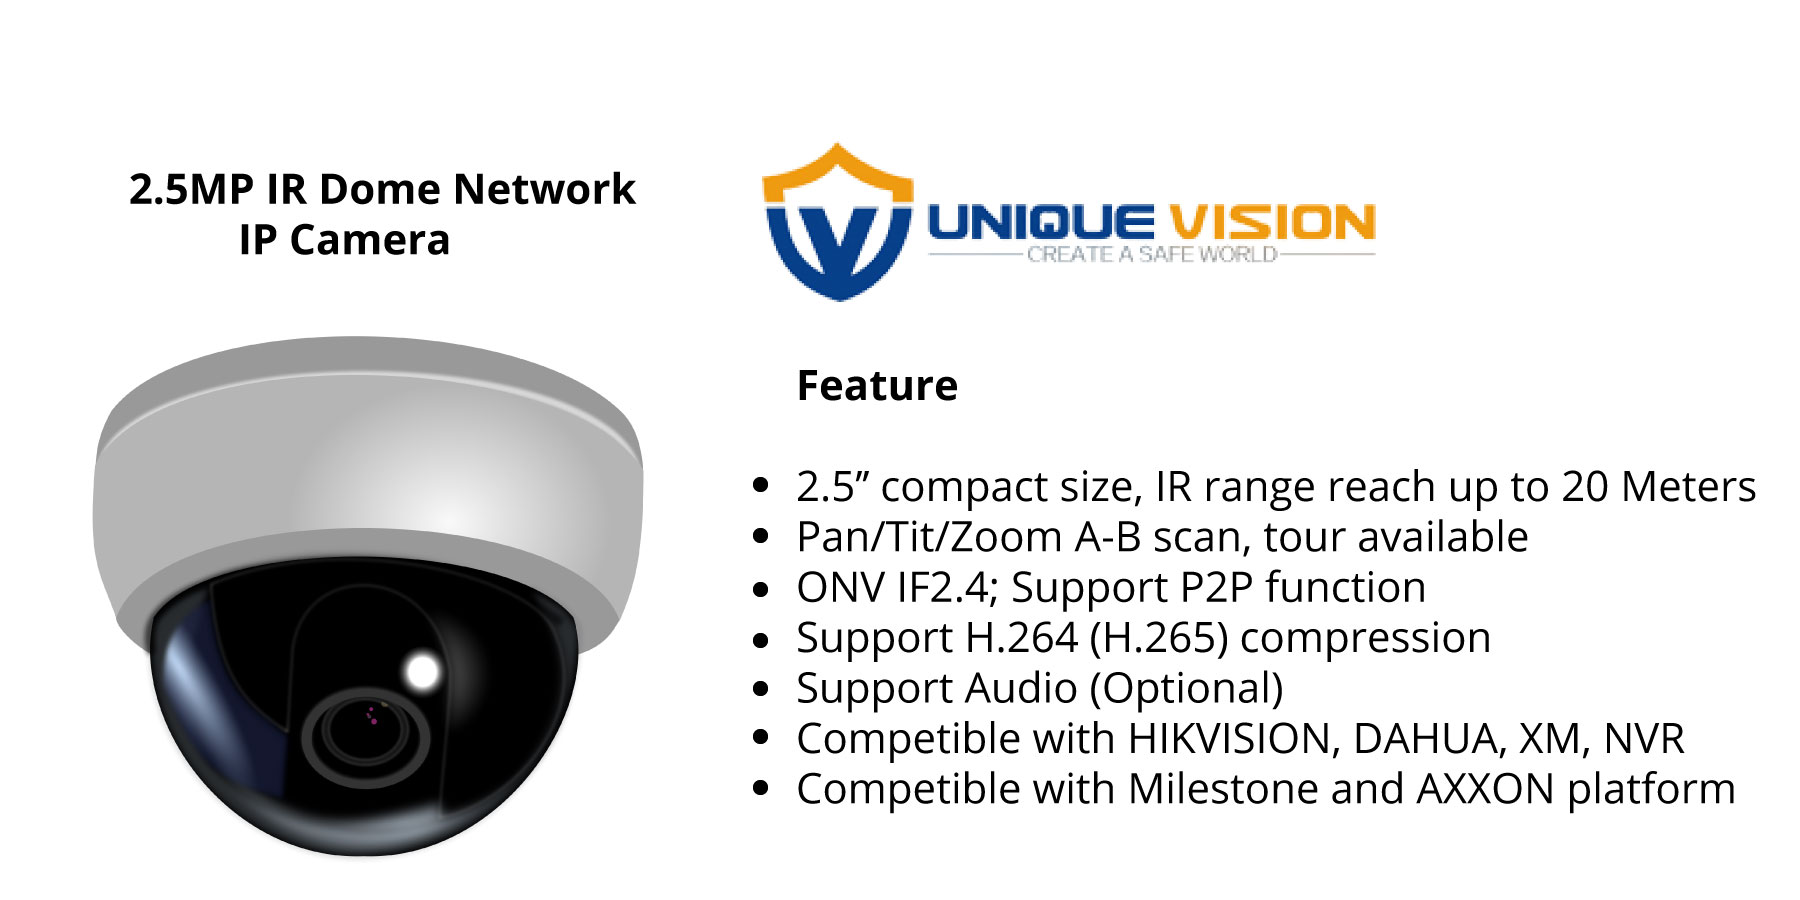 2.5MP IR Dome Network
IP Camera
UNIQUE VISION
CREATE A SAFE WORLD
Feature
• 2.5” compact size, IR range reach up to 20 Meters
• Pan/Tit/Zoom A-B scan, tour available
• ONV IF2.4; Support P2P function
• Support H.264 (H.265) compression
• Support Audio (Optional)
• Competible with HIKVISION, DAHUA, XM, NVR
• Competible with Milestone and AXXON platform